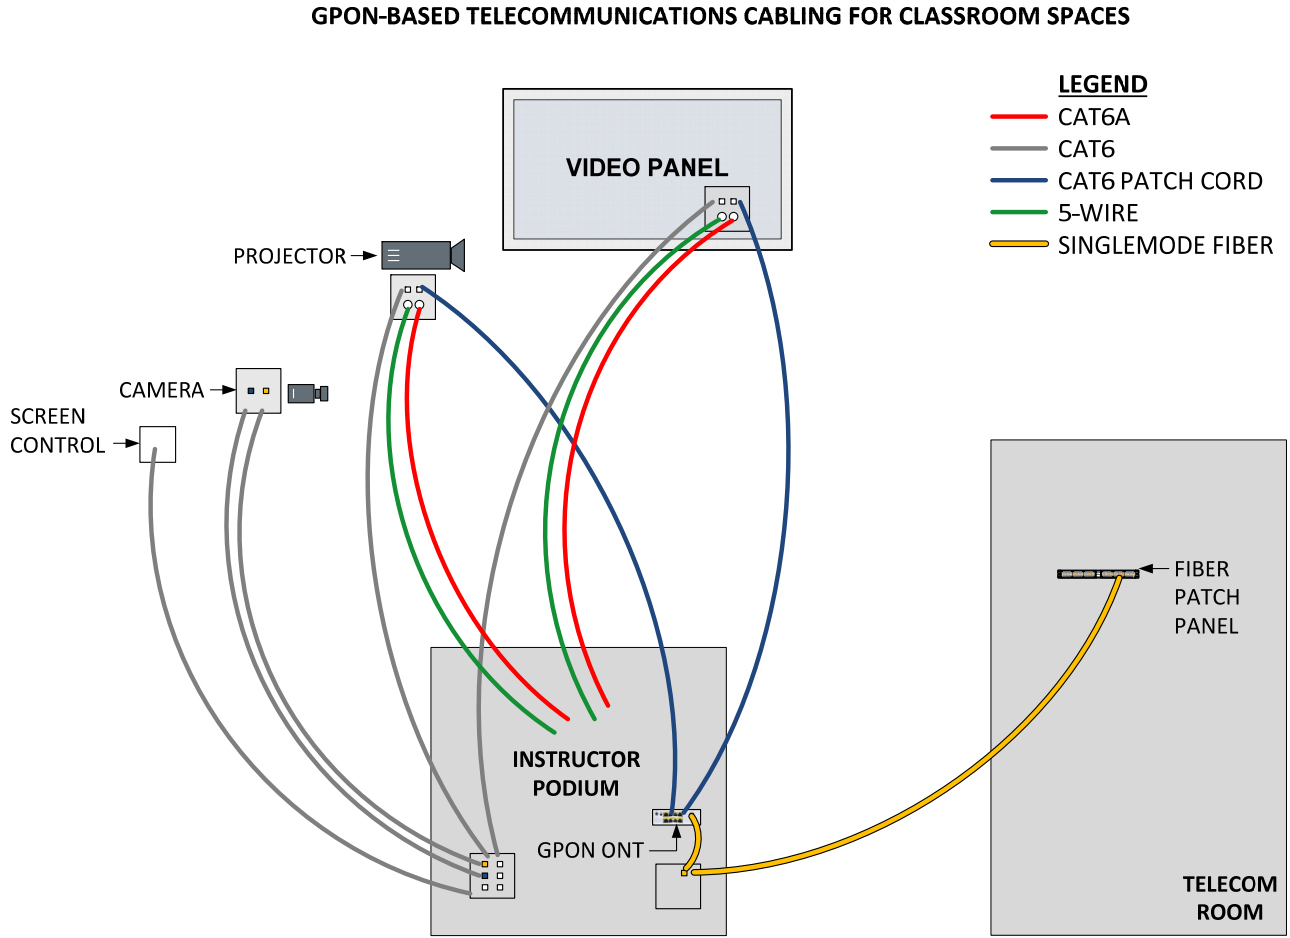 GPON-BASED TELECOMMUNICATIONS CABLING FOR CLASSROOM SPACES
LEGEND
CAT6A
CAT6
CAT6 PATCH CORD
5-WIRE
SINGLEMODE FIBER
VIDEO PANEL
PROJECTOR
CAMERA
SCREEN
CONTROL
FIBER
PATCH
PANEL
INSTRUCTOR
PODIUM
GPON ONT
TELECOM
ROOM